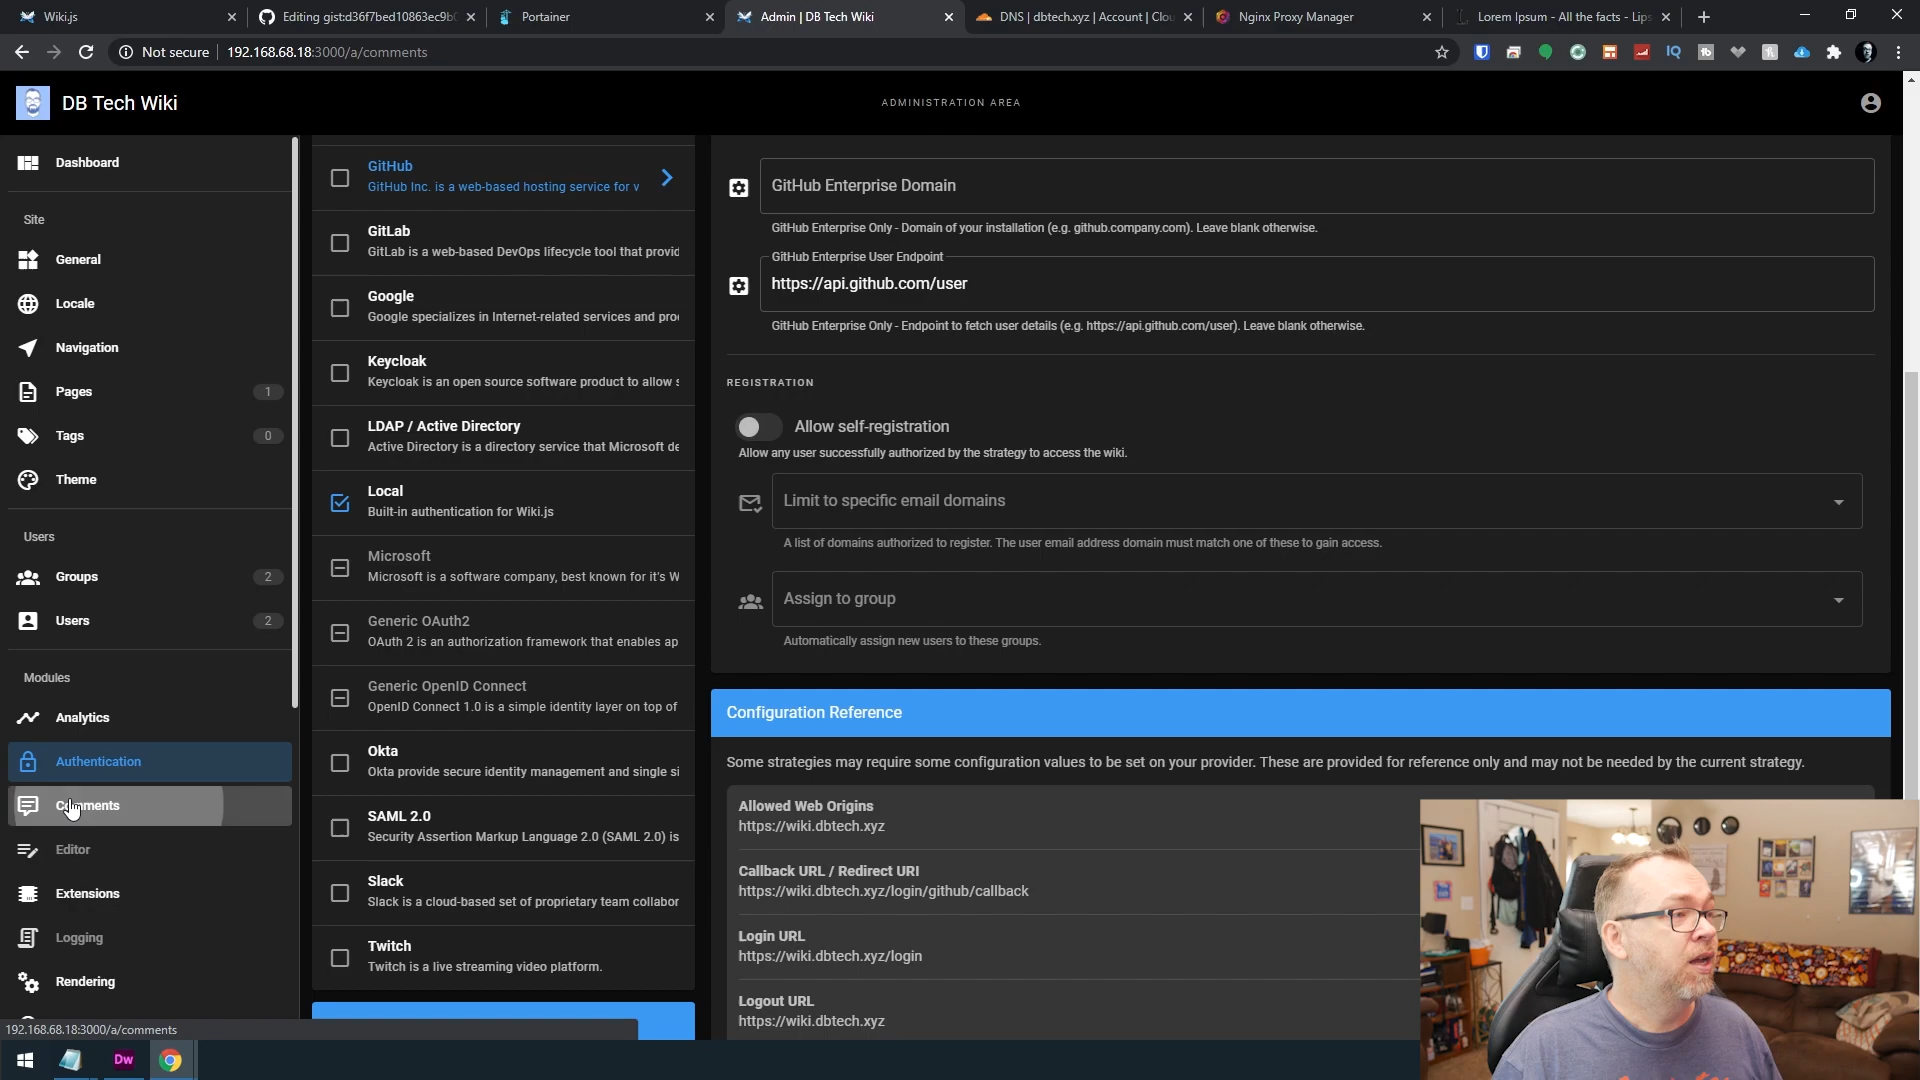 Wiki.js
Editing gist:d36f7bed10863ec9b
Portainer
Admin | DB Tech Wiki
DNS | dbtech.xyz | Account | Clou
Nginx Proxy Manager
Lorem Ipsum - All the facts - Lips
Not secure
192.168.68.18:3000/a/comments
DB Tech Wiki
ADMINISTRATION AREA
Dashboard
Site
General
Locale
Navigation
Pages
1
Tags
0
Theme
Users
Groups
2
Users
2
Modules
Analytics
Authentication
Comments
Editor
Extensions
Logging
Rendering
192.168.68.18:3000/a/comments
GitHub
GitHub Inc. is a web-based hosting service for v
GitLab
GitLab is a web-based DevOps lifecycle tool that provid
Google
Google specializes in Internet-related services and pro
Keycloak
Keycloak is an open source software product to allow s
LDAP / Active Directory
Active Directory is a directory service that Microsoft de
Local
Built-in authentication for Wiki.js
Microsoft
Microsoft is a software company, best known for it's W
Generic OAuth2
OAuth 2 is an authorization framework that enables ap
Generic OpenID Connect
OpenID Connect 1.0 is a simple identity layer on top of
Okta
Okta provide secure identity management and single si
SAML 2.0
Security Assertion Markup Language 2.0 (SAML 2.0) is
Slack
Slack is a cloud-based set of proprietary team collabor
Twitch
Twitch is a live streaming video platform.
GitHub Enterprise Domain
GitHub Enterprise Only - Domain of your installation (e.g. github.company.com). Leave blank otherwise.
GitHub Enterprise User Endpoint
https://api.github.com/user
GitHub Enterprise Only - Endpoint to fetch user details (e.g. https://api.github.com/user). Leave blank otherwise.
REGISTRATION
Allow self-registration
Allow any user successfully authorized by the strategy to access the wiki.
Limit to specific email domains
A list of domains authorized to register. The user email address domain must match one of these to gain access.
Assign to group
Automatically assign new users to these groups.
Configuration Reference
Some strategies may require some configuration values to be set on your provider. These are provided for reference only and may not be needed by the current strategy.
Allowed Web Origins
https://wiki.dbtech.xyz
Callback URL / Redirect URI
https://wiki.dbtech.xyz/login/github/callback
Login URL
https://wiki.dbtech.xyz/login
Logout URL
https://wiki.dbtech.xyz
Dw